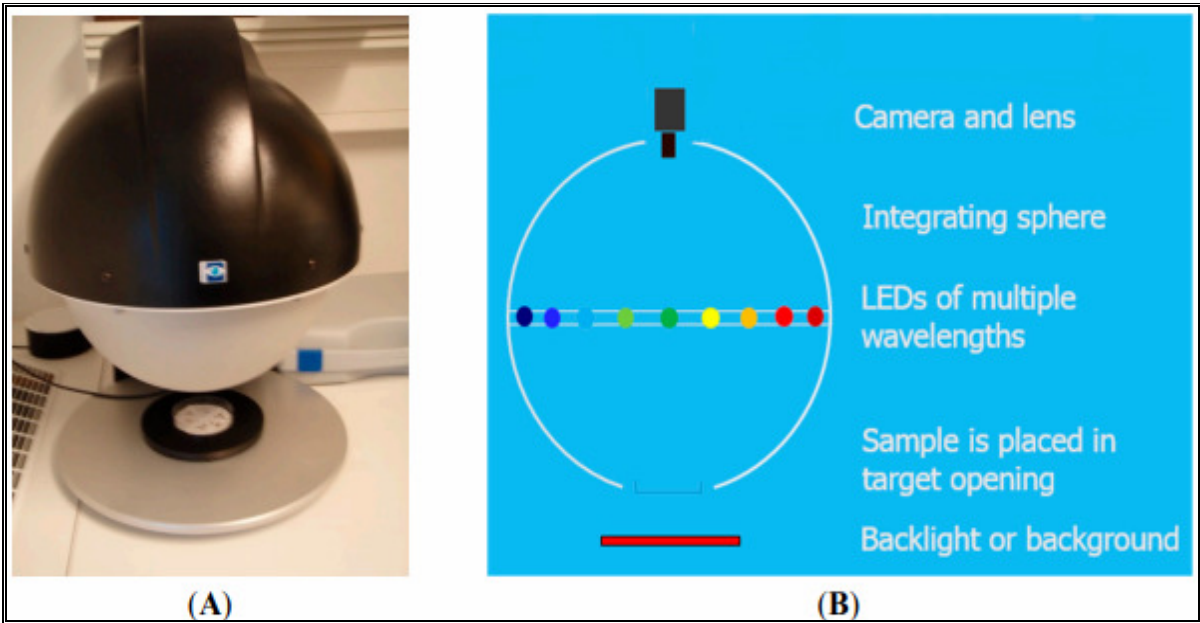 Camera and lens
Integrating sphere
LEDs of multiple
wavelengths
Sample is placed in
target opening
Backlight or background
(A)
(B)